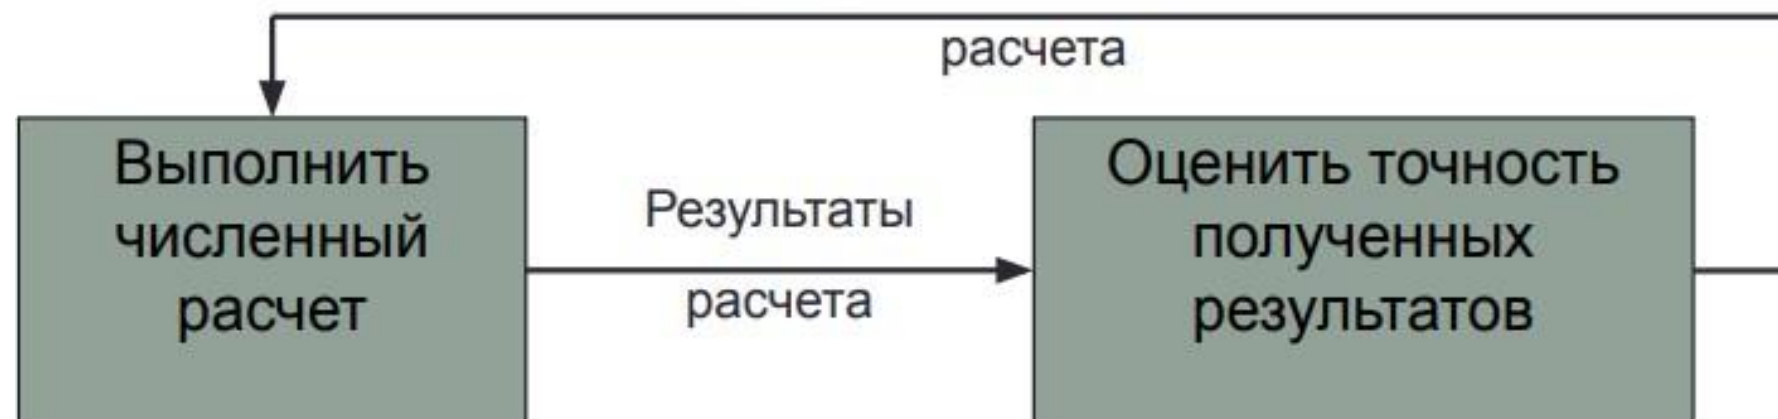 расчета
Выполнить
численный
расчет
Результаты
расчета
Оценить точность
полученных
результатов